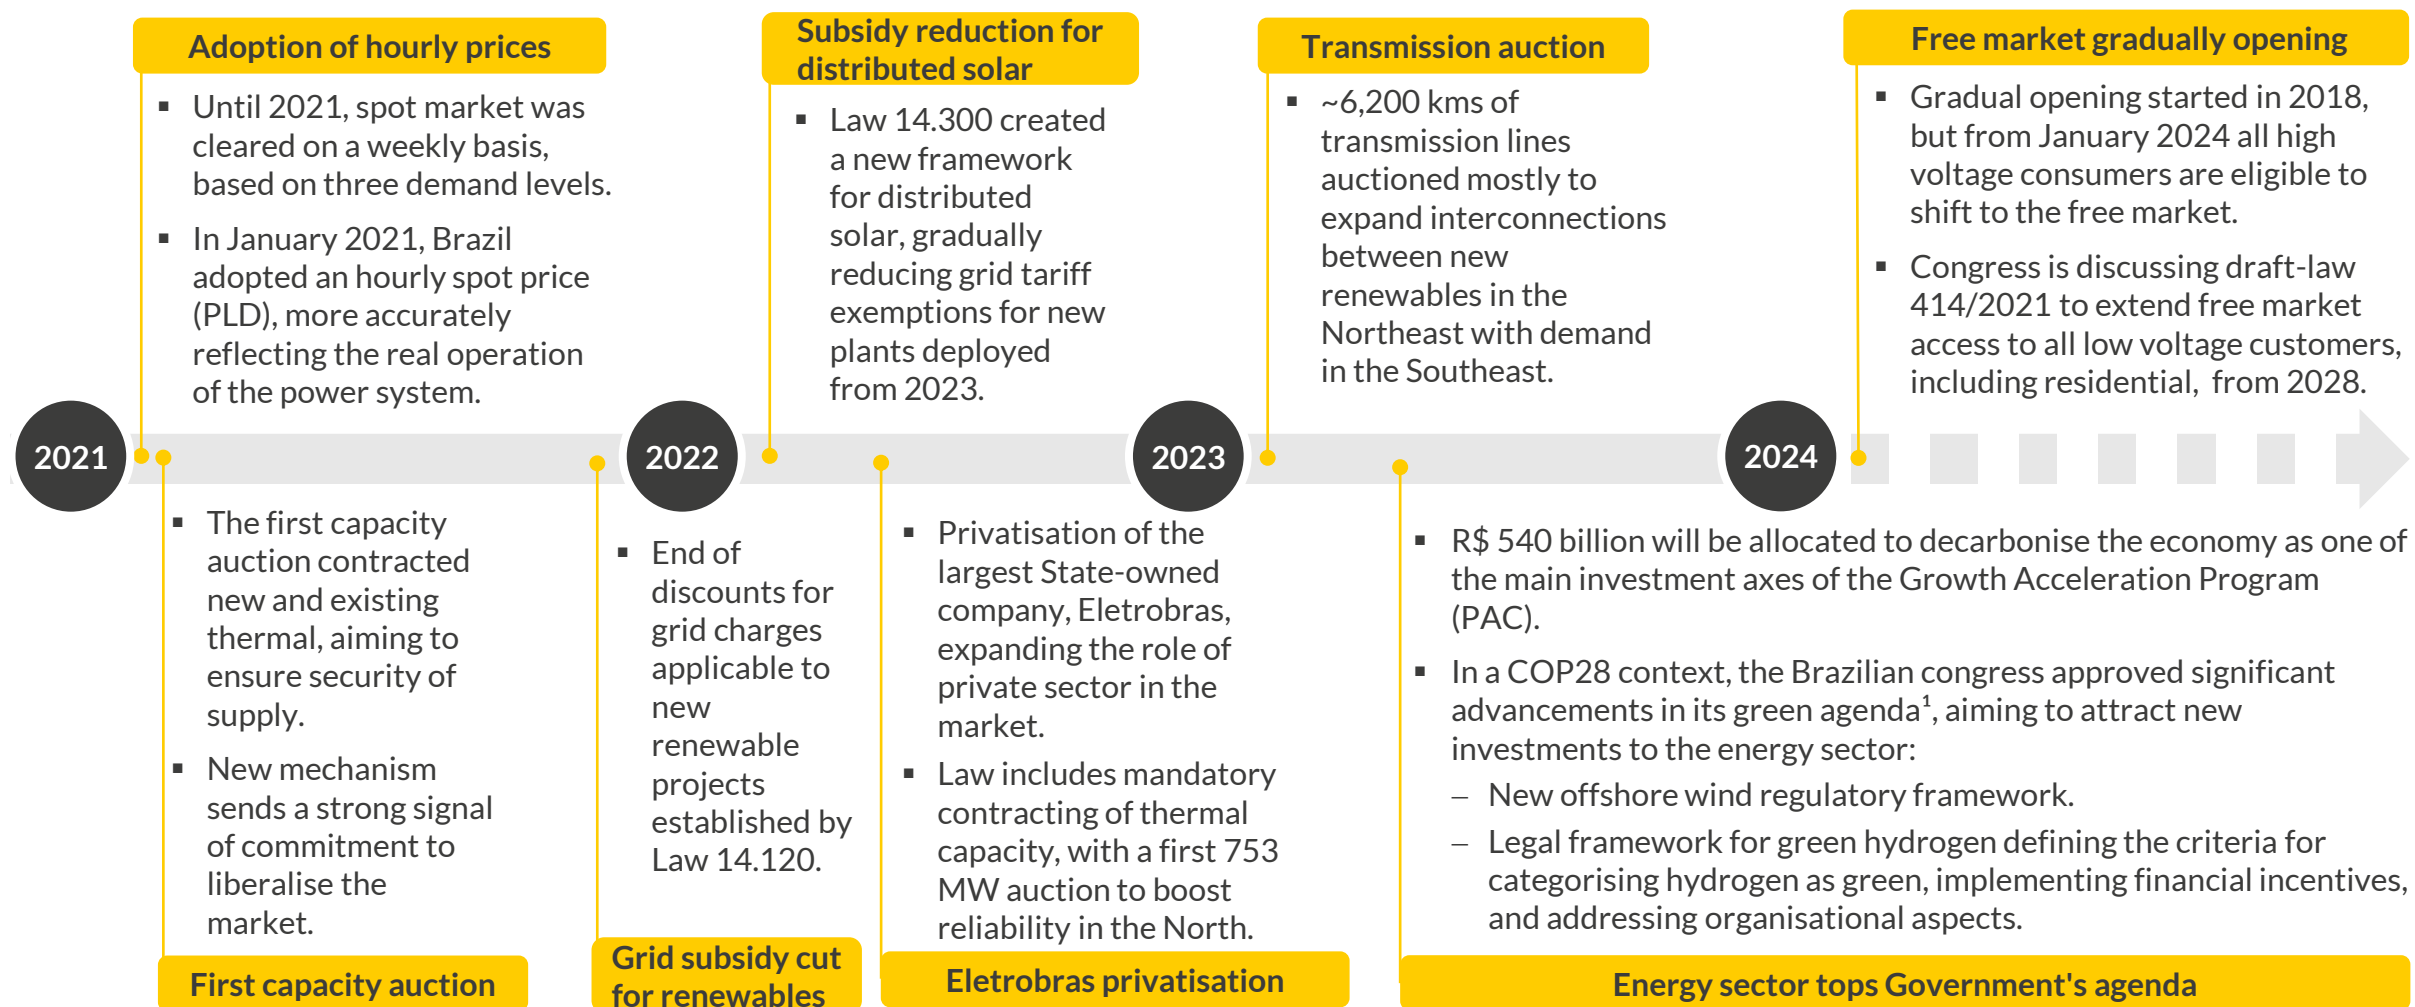 Adoption of hourly prices
▪ Until 2021, spot market was
cleared on a weekly basis,
based on three demand levels.
▪ In January 2021, Brazil
adopted an hourly spot price
(PLD), more accurately
reflecting the real operation
of the power system.
Subsidy reduction for
distributed solar
▪ Law 14.300 created
a new framework
for distributed
solar, gradually
reducing grid tariff
exemptions for new
plants deployed
from 2023.
Transmission auction
▪ ~6,200 kms of
transmission lines
auctioned mostly to
expand interconnections
between new
renewables in the
Northeast with demand
in the Southeast.
Free market gradually opening
▪ Gradual opening started in 2018,
but from January 2024 all high
voltage consumers are eligible to
shift to the free market.
▪ Congress is discussing draft-law
414/2021 to extend free market
access to all low voltage customers,
including residential, from 2028.
2021
2022
2023
2024
▪ The first capacity
auction contracted
new and existing
thermal, aiming to
ensure security of
supply.
▪ New mechanism
sends a strong signal
of commitment to
liberalise the
market.
First capacity auction
▪ End of
discounts for
grid charges
applicable to
new
renewable
projects
established by
Law 14.120.
Grid subsidy cut
for renewables
▪ Privatisation of the
largest State-owned
company, Eletrobras,
expanding the role of
private sector in the
market.
▪ Law includes mandatory
contracting of thermal
capacity, with a first 753
MW auction to boost
reliability in the North.
Eletrobras privatisation
▪ R$ 540 billion will be allocated to decarbonise the economy as one of
the main investment axes of the Growth Acceleration Program
(PAC).
▪ In a COP28 context, the Brazilian congress approved significant
advancements in its green agenda¹, aiming to attract new
investments to the energy sector:
– New offshore wind regulatory framework.
– Legal framework for green hydrogen defining the criteria for
categorising hydrogen as green, implementing financial incentives,
and addressing organisational aspects.
Energy sector tops Government's agenda